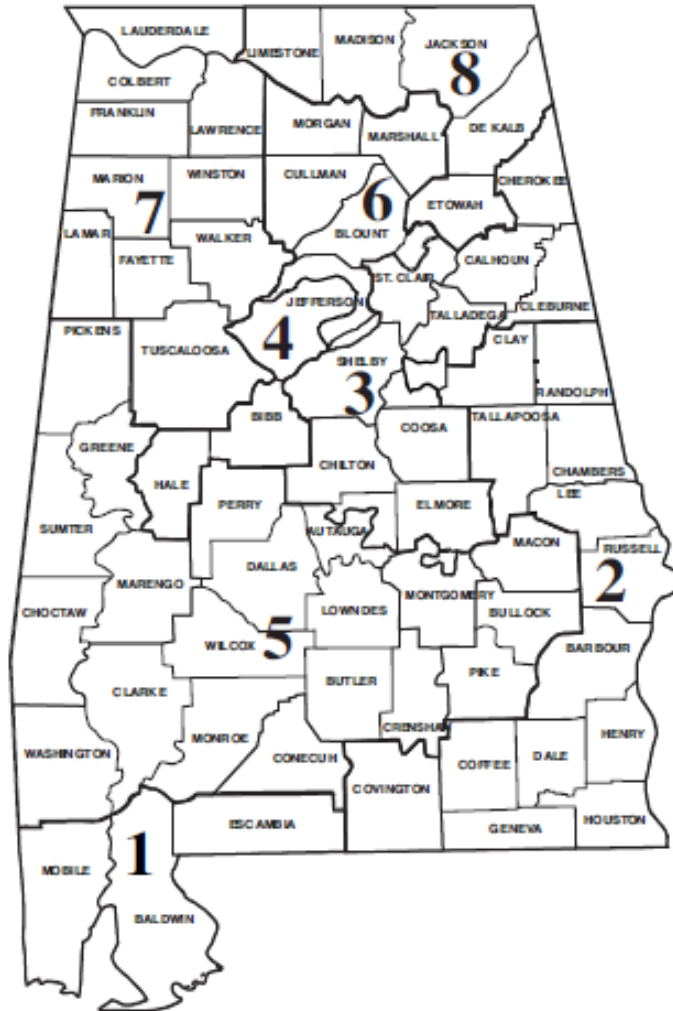 LAUDERDALE
LIMESTONE
MADISON
JACKSON
8
COLBERT
FRANKLIN
LAWRENCE
MORGAN
MARSHALL
DE KALB
MARION
WINSTON
CULLMAN
CHEROKEE
7
6
ETOWAH
LAMAR
WALKER
BLOUNT
FAYETTE
ST. CLAIR
CALHOUN
JEFFERSON
CLEBURNE
PICKENS
TALLADEGA
4
TUSCALOOSA
CLAY
SHELBY
3
RANDOLPH
BIBB
TALLAPOOSA
COOSA
GREENE
CHILTON
CHAMBERS
HALE
LEE
PERRY
ELMORE
SUMTER
AUTAUGA
MACON
RUSSELL
DALLAS
2
MARENGO
MONTGOMERY
CHOCTAW
LOWNDES
BULLOCK
WILCOX
5
BARBOUR
PIKE
BUTLER
CLARKE
CRENSHAW
HENRY
MONROE
WASHINGTON
CONECUH
COFFEE
DALE
COVINGTON
HOUSTON
ESCAMBIA
GENEVA
1
MOBILE
BALDWIN